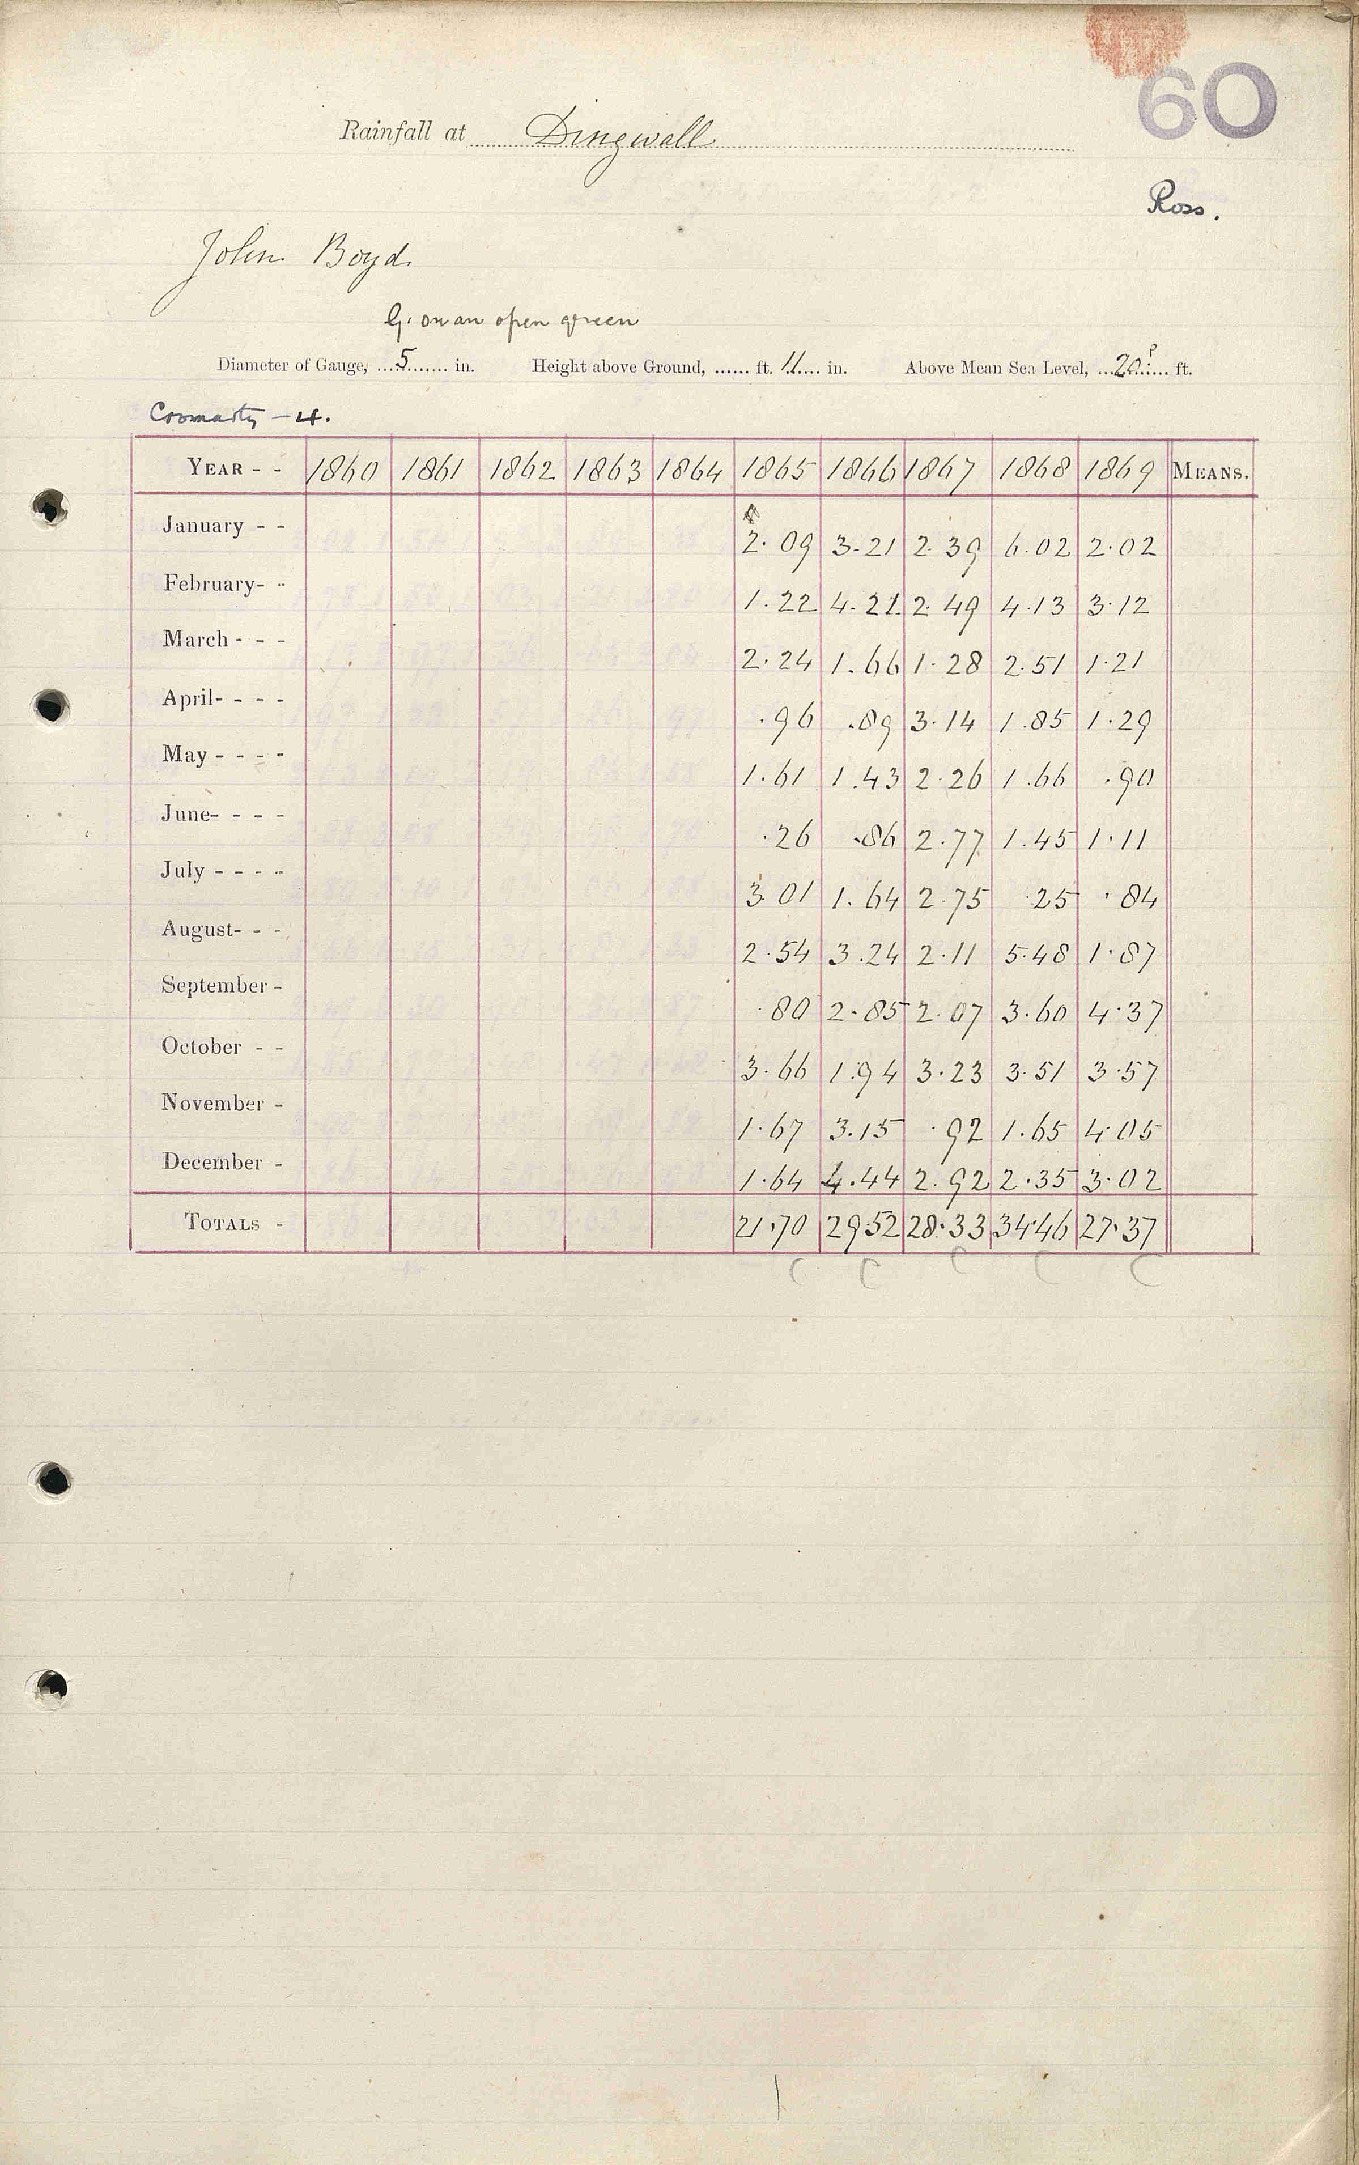 60
Rainfall at Dingwall
Ross.
John Boyd
G. on an open green
Diameter of Gauge, 5 in. Height above Ground, ...... ft. 11 in. Above Mean Sea Level, 20? ft.
Cromarty – 4.
YEAR - - 1860 1861 1862 1863 1864 1865 1866 1867 1868 1869 MEANS.
January - - 2.09 3.21 2.39 6.02 2.02
February- - 1.22 4.21 2.49 4.13 3.12
March - - - 2.24 1.66 1.28 2.51 1.21
April- - - - .96 .89 3.14 1.85 1.29
May - - - - 1.61 1.43 2.26 1.66 .90
June- - - - .26 .86 2.77 1.45 1.11
July - - - - 3.01 1.64 2.75 .25 .84
August- - - 2.54 3.24 2.11 5.48 1.87
September - .80 2.85 2.07 3.60 4.37
October - - 3.66 1.94 3.23 3.51 3.57
November - 1.67 3.15 .92 1.65 4.05
December - 1.64 4.44 2.92 2.35 3.02
TOTALS - 21.70 29.52 28.33 34.46 27.37
C C C C C